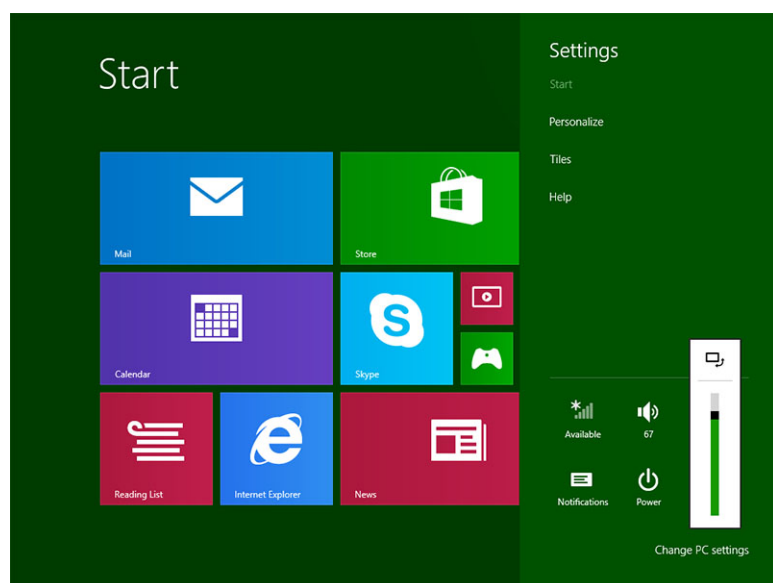 Start
Mail
Store
Calendar
Skype
Reading List
Internet Explorer
News
Settings
Start
Personalize
Tiles
Help
Available
67
Notifications
Power
Change PC settings